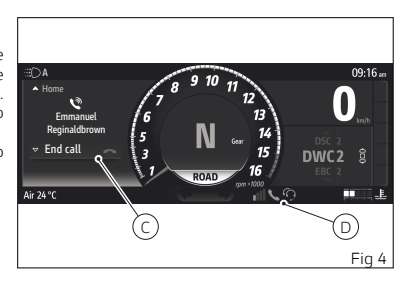 A
09:16 am
Home
Emmanuel
Reginaldbrown
End call
1 3 5 6 7 8 9 10 11 12 13 14 15 16
N
Gear
ROAD
rpm ×1000
0
km/h
DSC 2
DWC 2
EBC 2
Air 24 °C
C
D
Fig 4